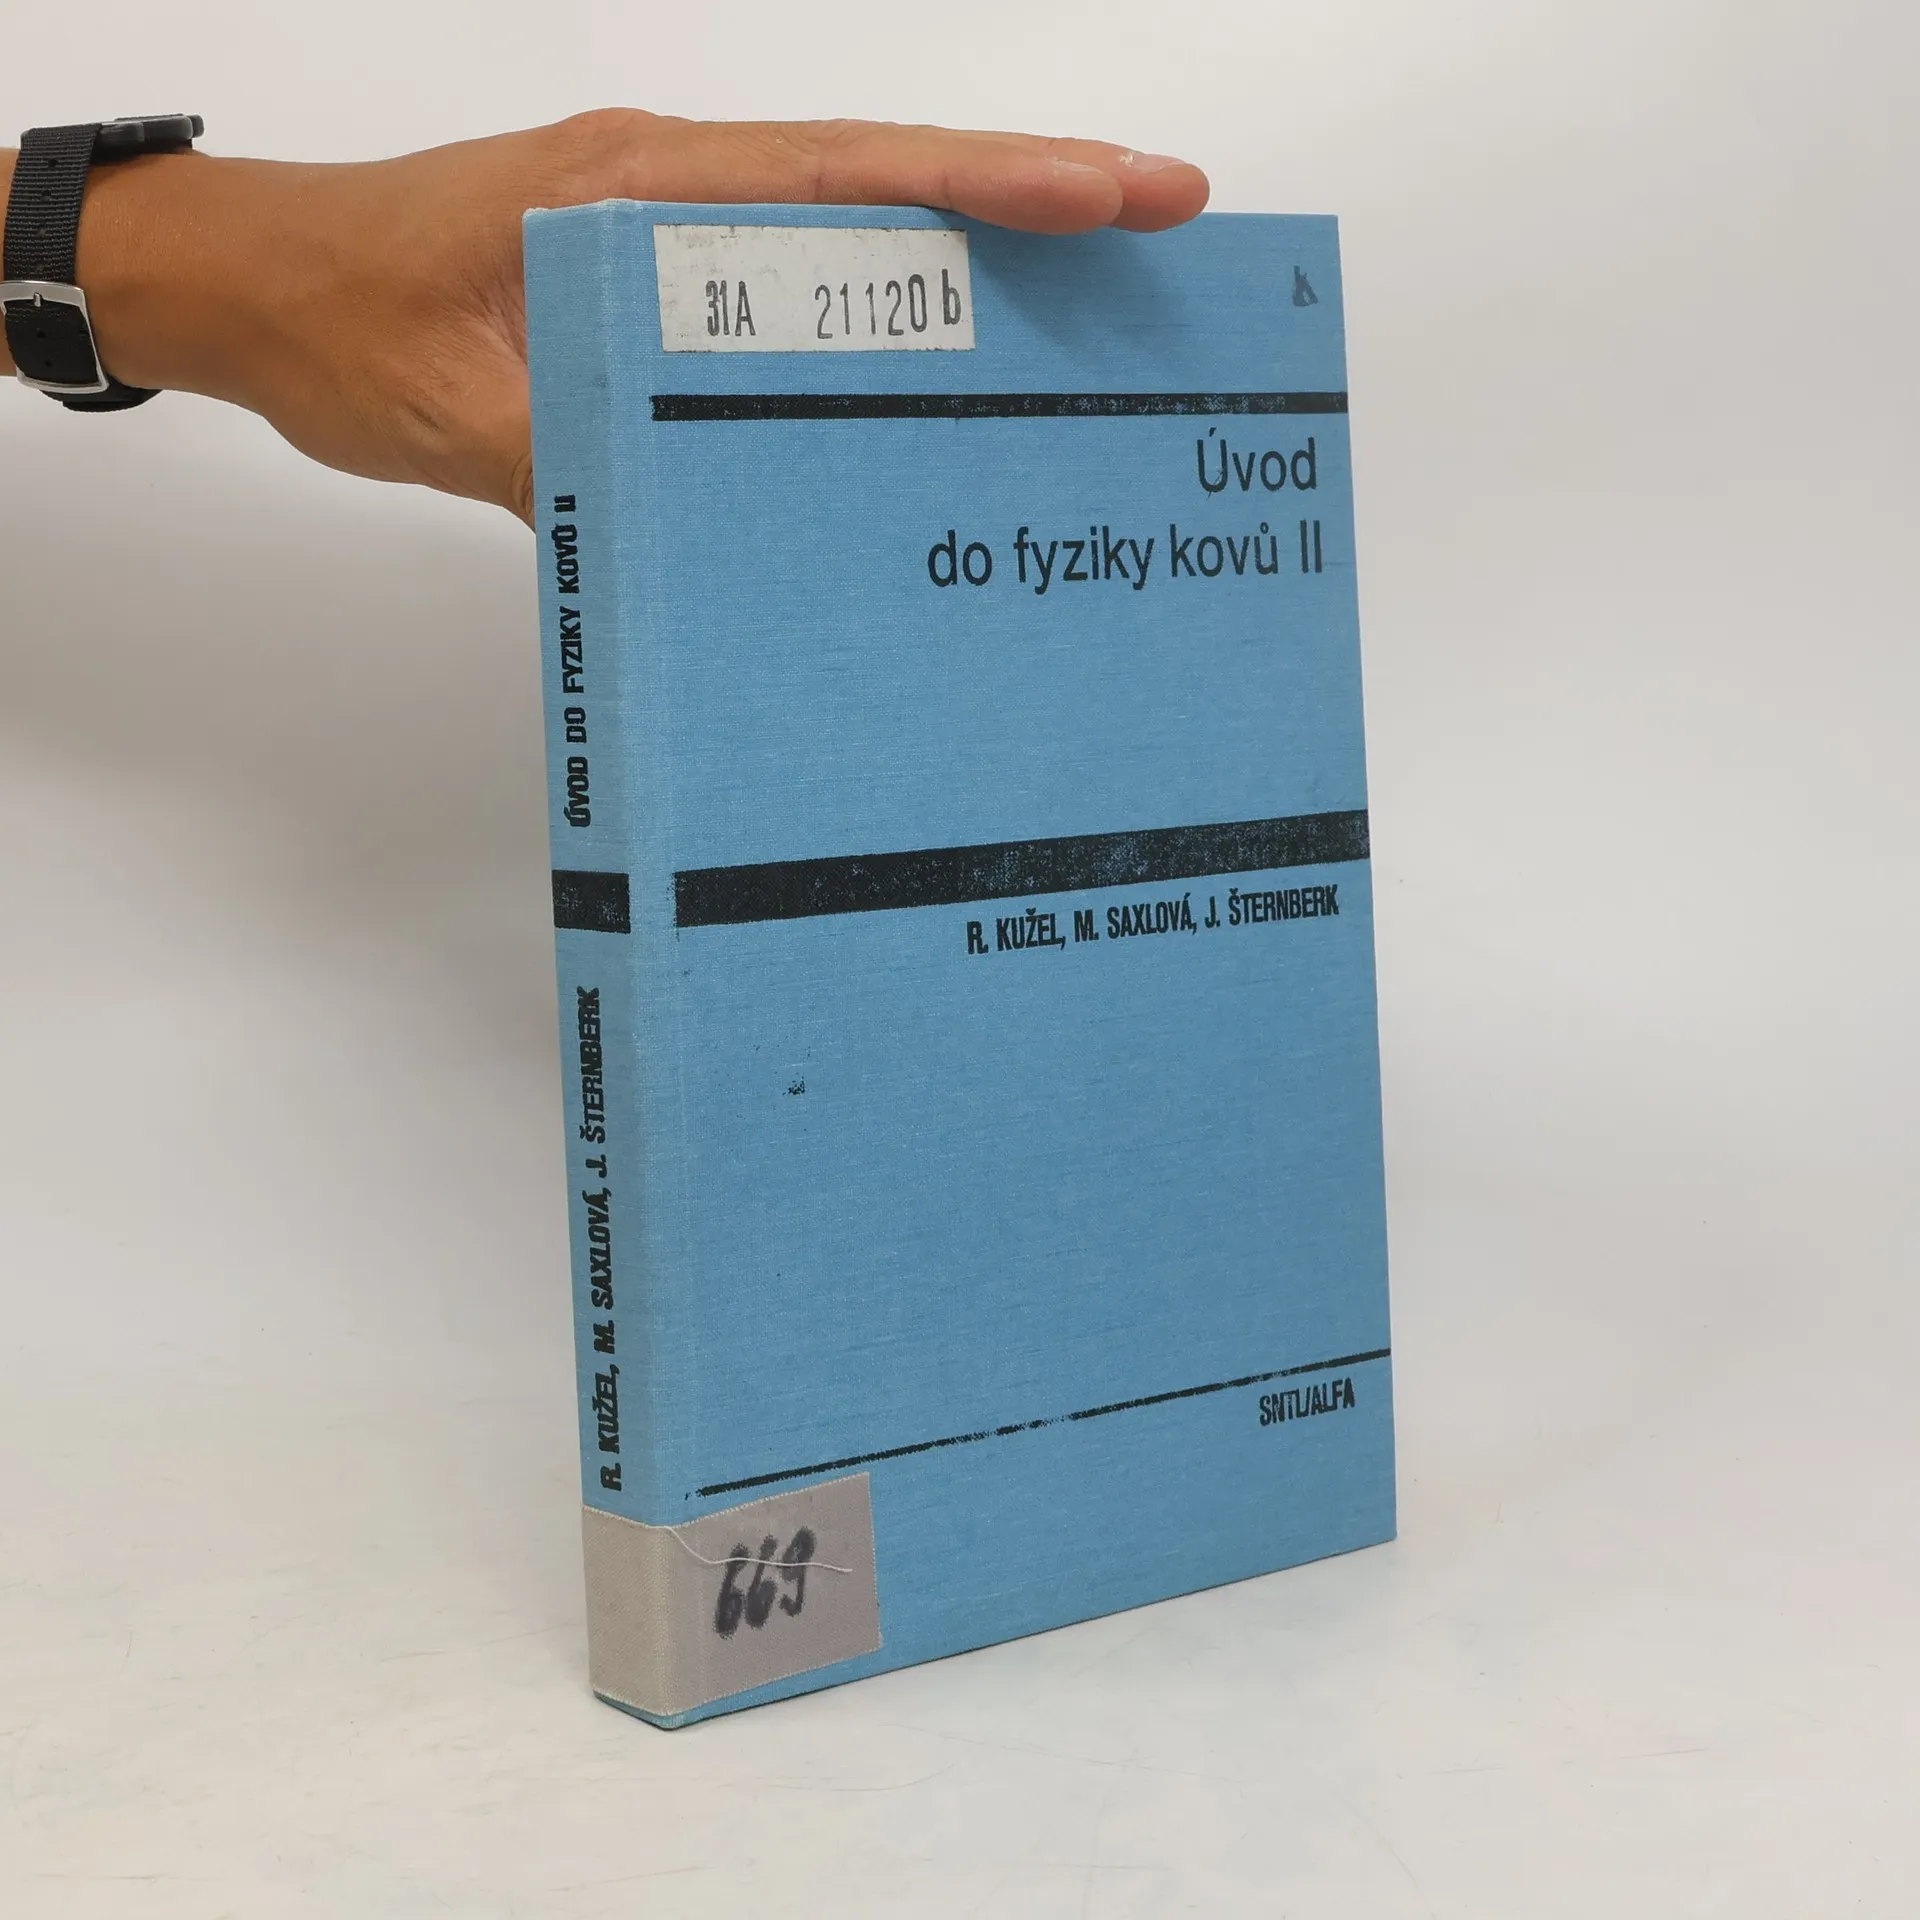 31A 21120 b
Úvod
do fyziky kovů II
R. KUŽEL, M. SAXLOVÁ, J. ŠTERNBERK
SNTL/ALFA
669
ÚVOD DO FYZIKY KOVŮ II
R. KUŽEL, M. SAXLOVÁ, J. ŠTERNBERK